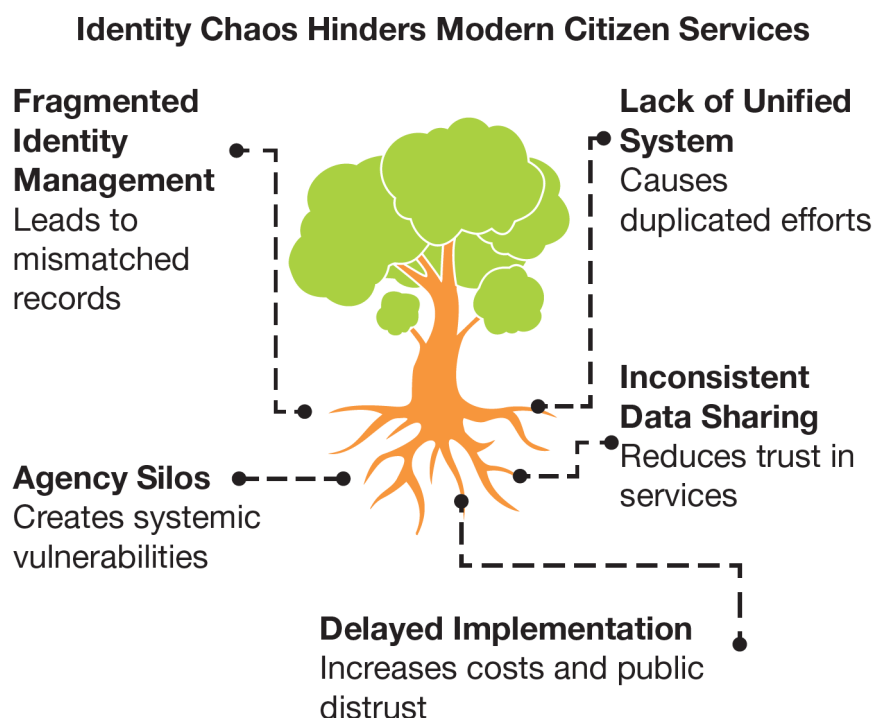 Identity Chaos Hinders Modern Citizen Services
Fragmented
Identity
Management
Leads to
mismatched
records
Lack of Unified
System
Causes
duplicated efforts
Inconsistent
Data Sharing
Reduces trust in
services
Agency Silos
Creates systemic
vulnerabilities
Delayed Implementation
Increases costs and public
distrust